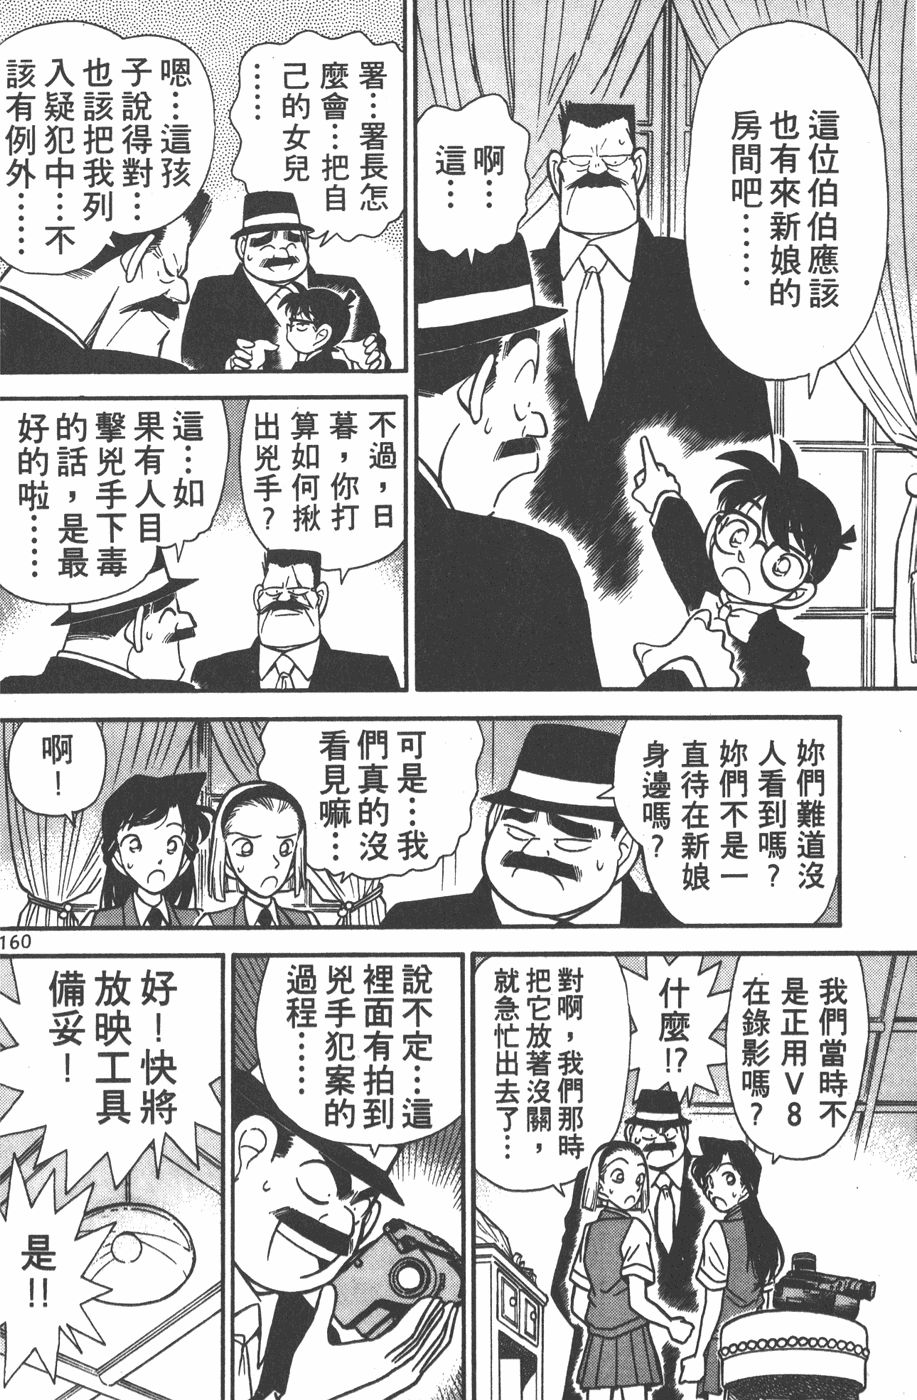 這位伯伯應該
也有來新娘的
房間吧……
啊…
這…
署…署長怎
麼會…把自
己的女兒
……
嗯…這孩
子說得對…
也該把我列
入疑犯中…不
該有例外……
不過，日
暮，你打
算如何揪
出兇手？
這…如
果有人目
擊兇手下毒
的話，是最
好的啦……
妳們難道沒
人看到嗎？
妳們不是一
直待在新娘
身邊嗎？
可是…我
們真的沒
看見嘛…
啊！
160
我們當時不
是正用V8
在錄影嗎？
什麼!?
對啊，我們那時
把它放著沒關，
就急忙出去了…
說不定…這
裡面有拍到
兇手犯案的
過程……
好！快將
放映工具
備妥！
是!!